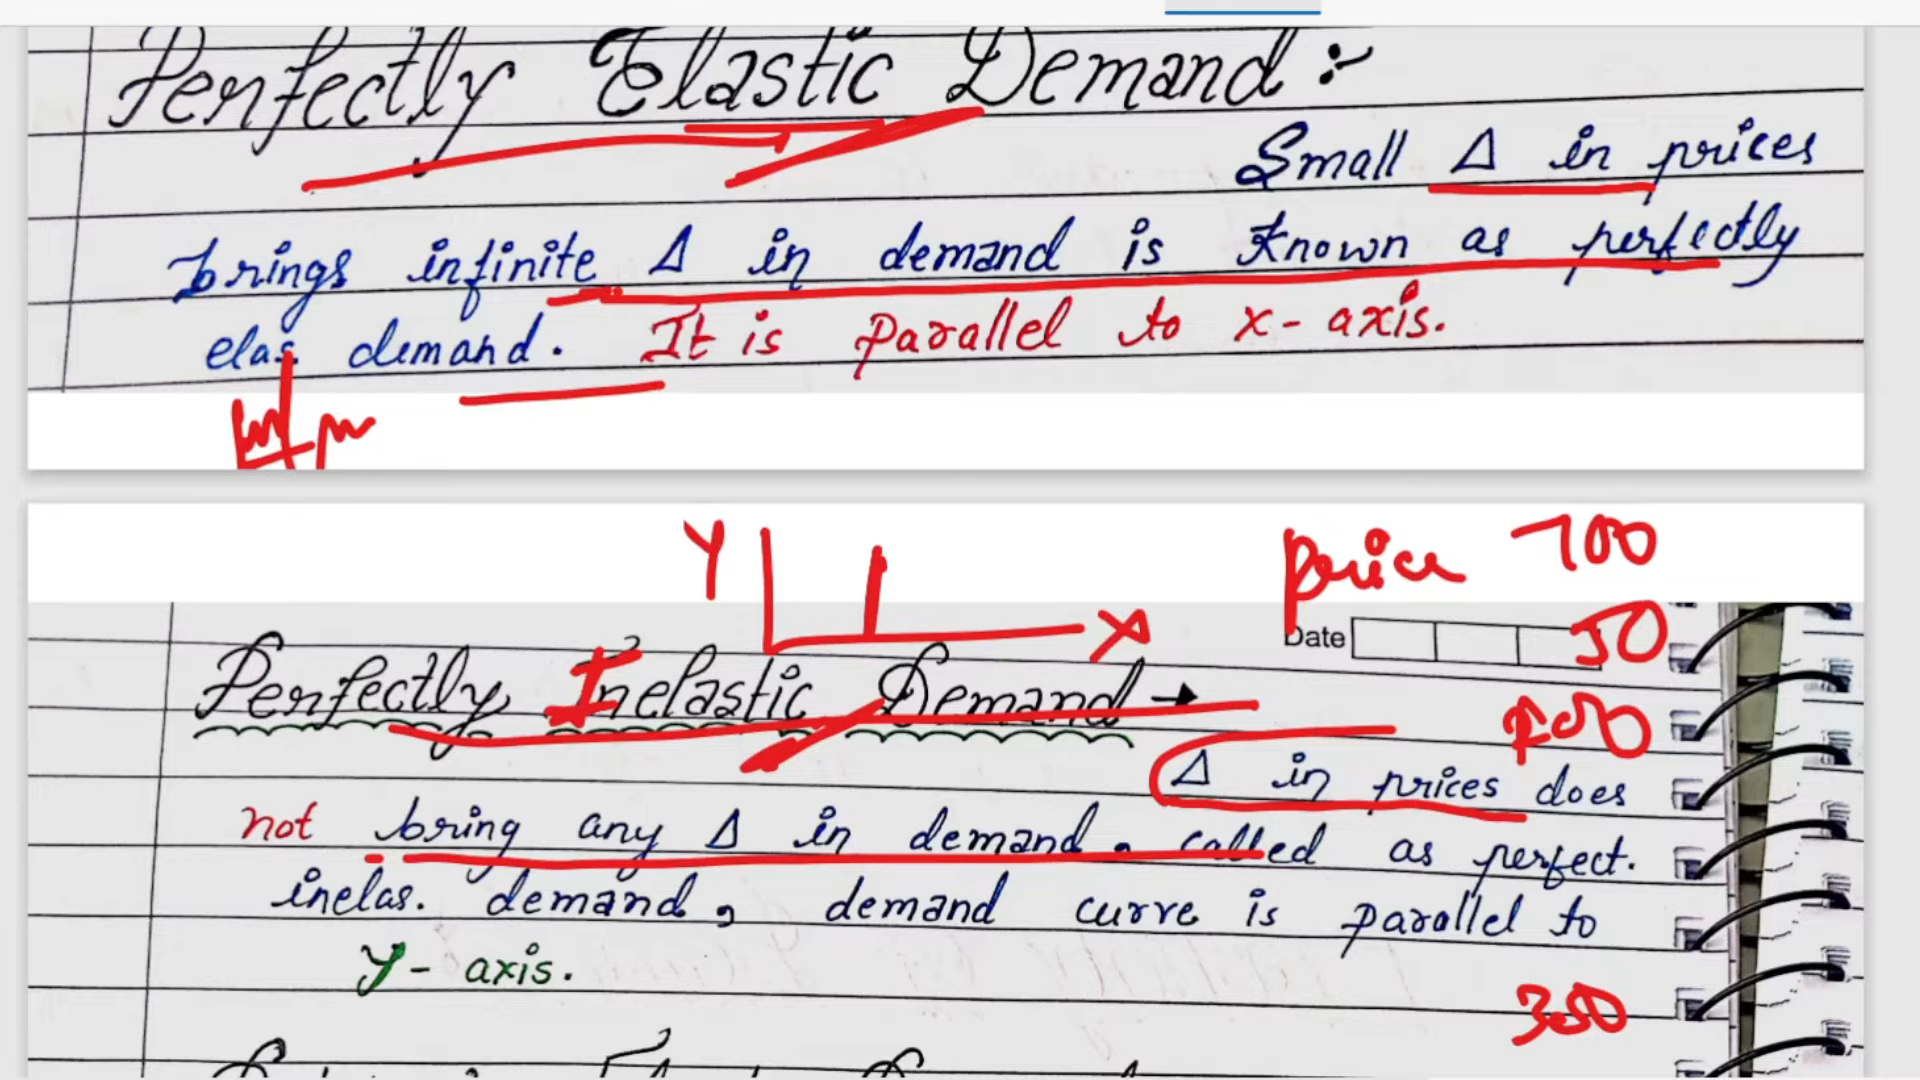 Perfectly Elastic Demand :-
Small Δ in prices
brings infinite Δ in demand is known as perfectly
elas. demand. It is parallel to x-axis.
Y
X
price 700
50
Date
Perfectly Inelastic Demand →
Δ in prices does
not bring any Δ in demand, called as perfect.
inelas. demand, demand curve is parallel to
y-axis.